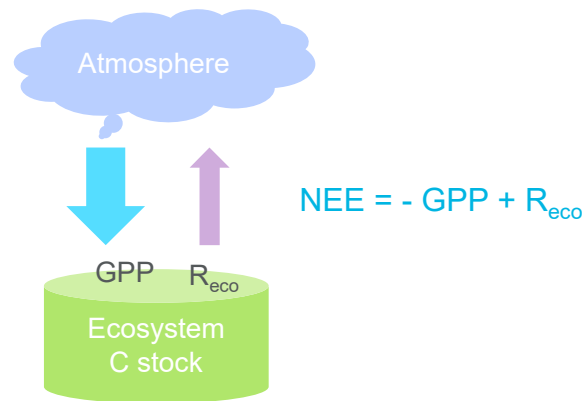 Atmosphere
NEE = - GPP + Reco
GPP
Reco
Ecosystem
C stock